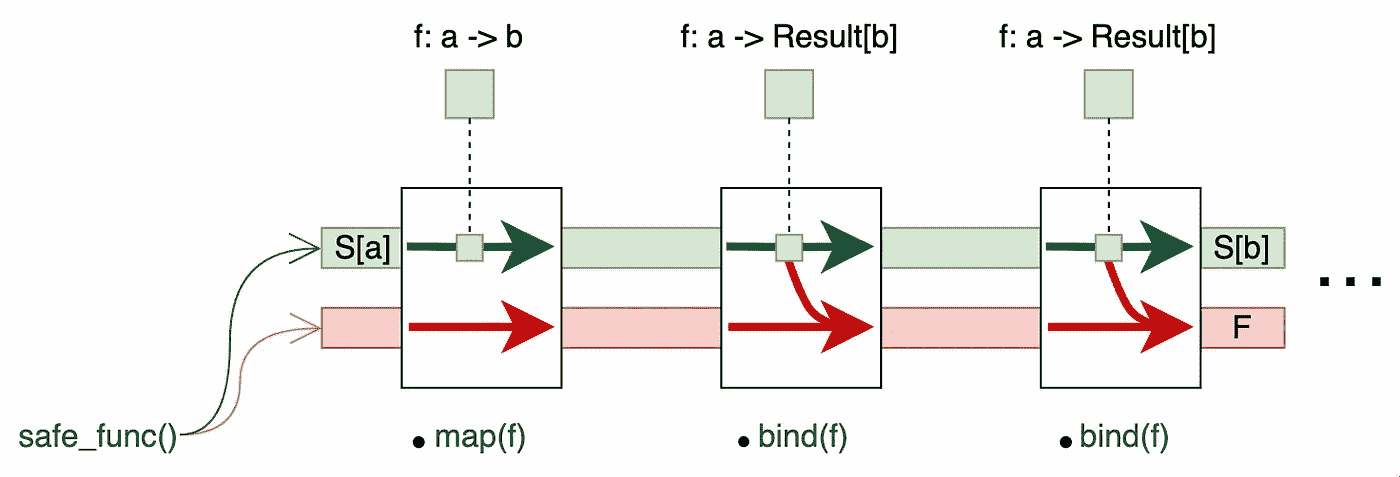 f: a -> b
f: a -> Result[b]
f: a -> Result[b]
S[a]
S[b]
...
F
safe_func()
• map(f)
• bind(f)
• bind(f)